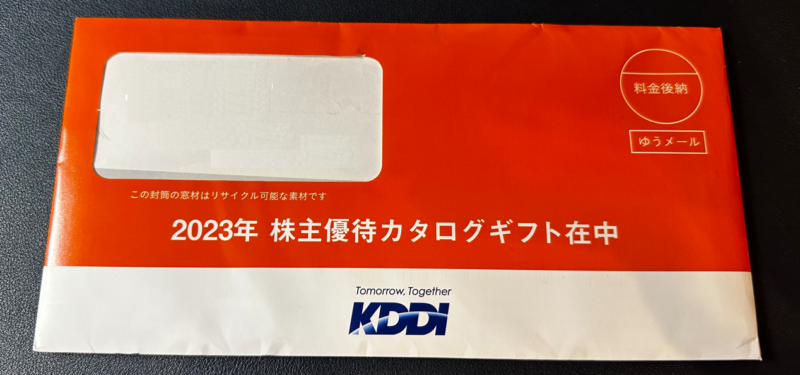 料金後納
ゆうメール
この封筒の窓材はリサイクル可能な素材です
2023年 株主優待カタログギフト在中
Tomorrow, Together
KDDI